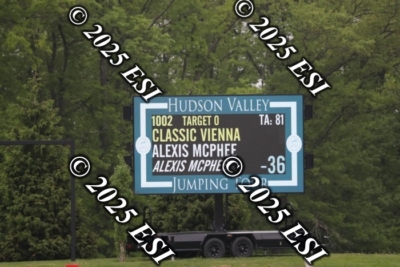 © 2025 ESI
© 2025 ESI
HUDSON VALLEY
1002 TARGET 0 TA: 81
CLASSIC VIENNA
ALEXIS MCPHEE
ALEXIS MCPHE -36
JUMPING
© 2025 ESI
© 2025 ESI